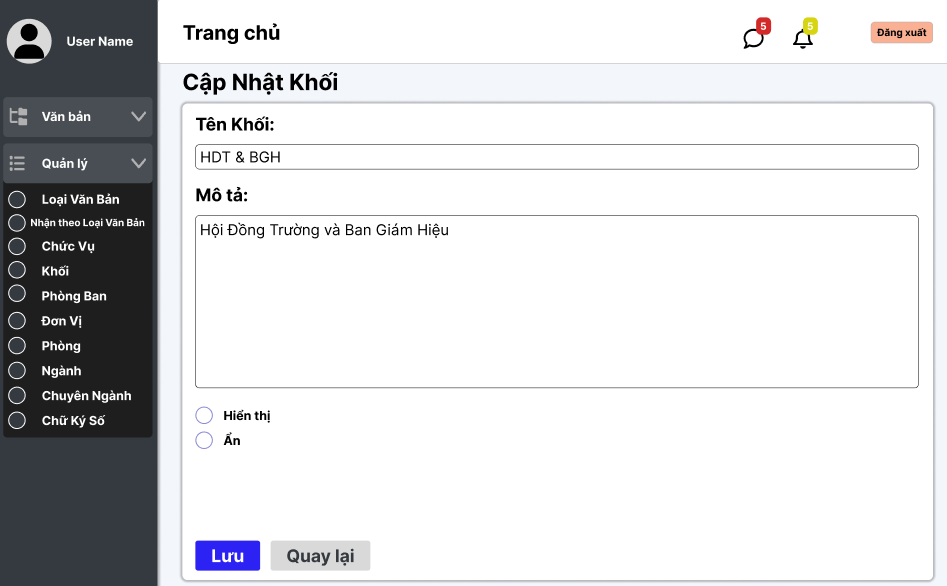 User Name
Trang chủ
5
5
Đăng xuất
Văn bản
Quản lý
Loại Văn Bản
Nhận theo Loại Văn Bản
Chức Vụ
Khối
Phòng Ban
Đơn Vị
Phòng
Ngành
Chuyên Ngành
Chữ Ký Số
Cập Nhật Khối
Tên Khối:
HDT & BGH
Mô tả:
Hội Đồng Trường và Ban Giám Hiệu
Hiển thị
Ẩn
Lưu
Quay lại